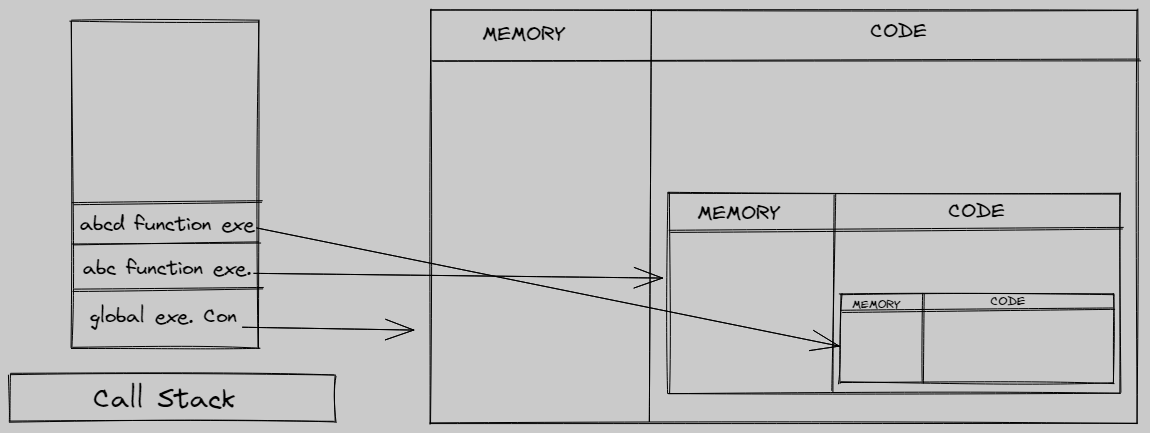 abcd function exe
abc function exe.
global exe. Con
Call Stack
MEMORY
CODE
MEMORY
CODE
MEMORY
CODE